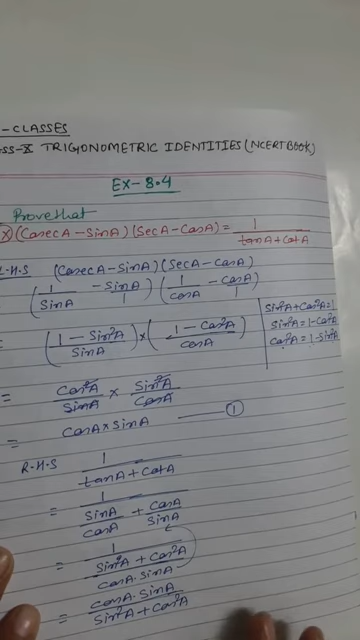 -CLASSES
SS-X TRIGONOMETRIC IDENTITIES (NCERT BOOK)
EX-8.4
Prove that
x) (CosecA - SinA) (SecA - CosA) = 1/(tanA + CotA)
L-H-S (CosecA - SinA) (SecA - CosA)
(1/SinA - SinA/1) (1/CosA - CosA/1)
= ((1 - Sin²A)/SinA) × ((1 - Cos²A)/CosA)
Sin²A + Cos²A = 1
Sin²A = 1 - Cos²A
Cos²A = 1 - Sin²A
= Cos²A/SinA × Sin²A/CosA
= CosA × SinA —— ①
R-H-S 1/(tanA + CotA)
= 1/(SinA/CosA + CosA/SinA)
= 1/((Sin²A + Cos²A)/(CosA · SinA))
= (CosA · SinA)/(Sin²A + Cos²A)